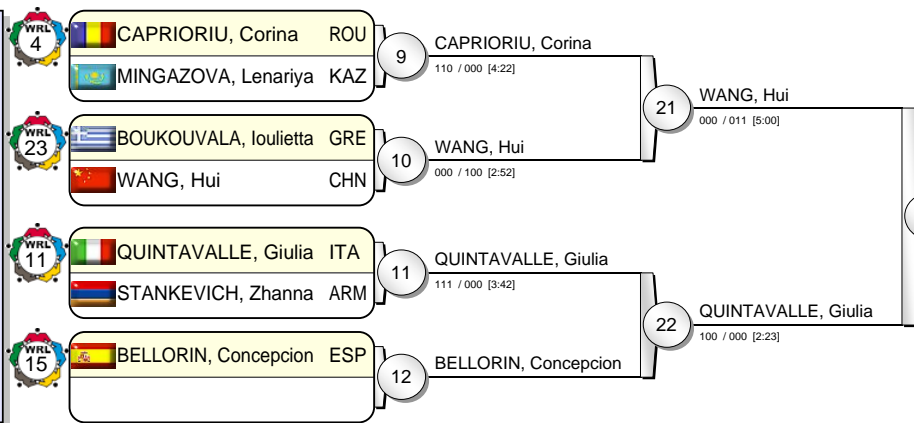 WRL
4
CAPRIORIU, Corina ROU
MINGAZOVA, Lenariya KAZ
9
CAPRIORIU, Corina
110 / 000 [4:22]
WRL
23
BOUKOUVALA, Ioulietta GRE
WANG, Hui CHN
10
WANG, Hui
000 / 100 [2:52]
21
WANG, Hui
000 / 011 [5:00]
WRL
11
QUINTAVALLE, Giulia ITA
STANKEVICH, Zhanna ARM
11
QUINTAVALLE, Giulia
111 / 000 [3:42]
WRL
15
BELLORIN, Concepcion ESP
12
BELLORIN, Concepcion
22
QUINTAVALLE, Giulia
100 / 000 [2:23]